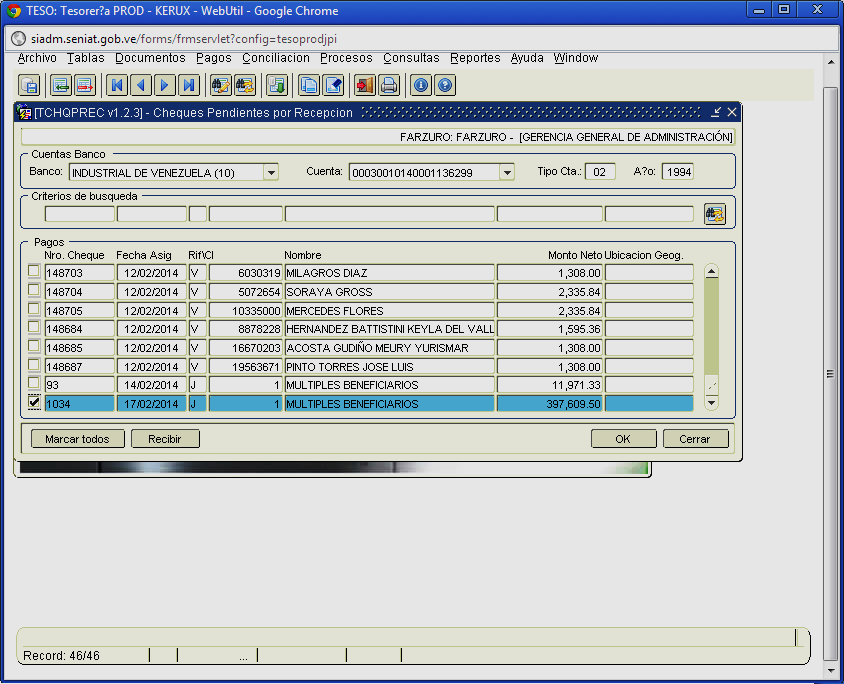 TESO: Tesorer?a PROD - KERUX - WebUtil - Google Chrome
siadm.seniat.gob.ve/forms/frmservlet?config=tesoprodjpi
Archivo Tablas Documentos Pagos Conciliacion Procesos Consultas Reportes Ayuda Window
[TCHQPREC v1.2.3] - Cheques Pendientes por Recepcion
FARZURO: FARZURO - [GERENCIA GENERAL DE ADMINISTRACIÓN]
Cuentas Banco
Banco: INDUSTRIAL DE VENEZUELA (10) Cuenta: 00030010140001136299 Tipo Cta.: 02 A?o: 1994
Criterios de busqueda
Pagos
Nro. Cheque Fecha Asig Rif\CI Nombre Monto Neto Ubicacion Geog.
148703 12/02/2014 V 6030319 MILAGROS DIAZ 1,308.00
148704 12/02/2014 V 5072654 SORAYA GROSS 2,335.84
148705 12/02/2014 V 10335000 MERCEDES FLORES 2,335.84
148684 12/02/2014 V 8878228 HERNANDEZ BATTISTINI KEYLA DEL VALL 1,595.36
148685 12/02/2014 V 16670203 ACOSTA GUDIÑO MEURY YURISMAR 1,308.00
148687 12/02/2014 V 19563671 PINTO TORRES JOSE LUIS 1,308.00
93 14/02/2014 J 1 MULTIPLES BENEFICIARIOS 11,971.33
1034 17/02/2014 J 1 MULTIPLES BENEFICIARIOS 397,609.50
Marcar todos Recibir OK Cerrar
Record: 46/46 ...